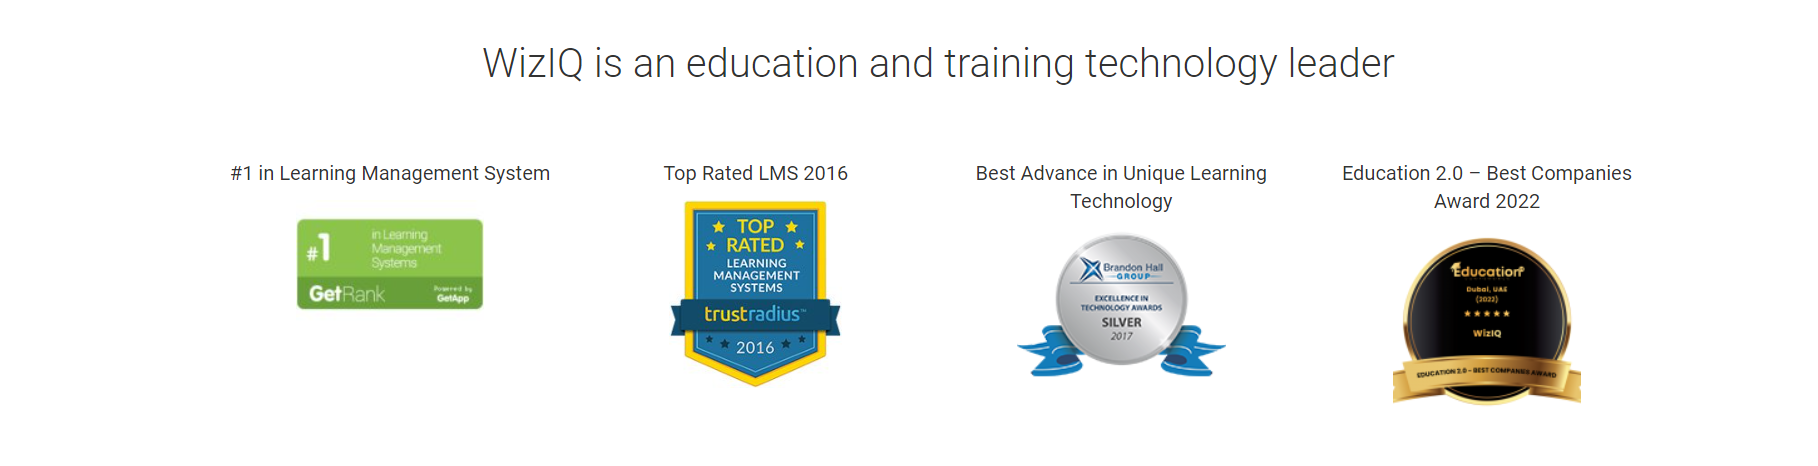 WizIQ is an education and training technology leader
#1 in Learning Management System
#1
in Learning
Management
Systems
GetRank
Powered by
GetApp
Top Rated LMS 2016
TOP
RATED
LEARNING
MANAGEMENT
SYSTEMS
trustradius™
2016
Best Advance in Unique Learning
Technology
Brandon Hall
GROUP
EXCELLENCE IN
TECHNOLOGY AWARDS
SILVER
2017
Education 2.0 – Best Companies
Award 2022
Education
Dubai, UAE
(2022)
WizIQ
EDUCATION 2.0 - BEST COMPANIES AWARD